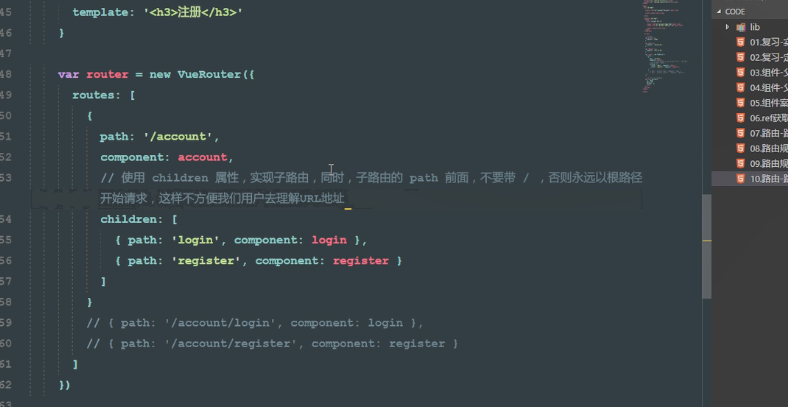 45 template: '<h3>注册</h3>'
46 }
47
48 var router = new VueRouter({
49 routes: [
50 {
51 path: '/account',
52 component: account,
53 // 使用 children 属性，实现子路由，同时，子路由的 path 前面，不要带 / ，否则永远以根路径
开始请求，这样不方便我们用户去理解URL地址
54 children: [
55 { path: 'login', component: login },
56 { path: 'register', component: register }
57 ]
58 }
59 // { path: '/account/login', component: login },
60 // { path: '/account/register', component: register }
61 ]
62 })
63
CODE
lib
01.复习-
02.复习-
03.组件-
04.组件-
05.组件案
06.ref获取
07.路由-
08.路由规
09.路由规
10.路由-